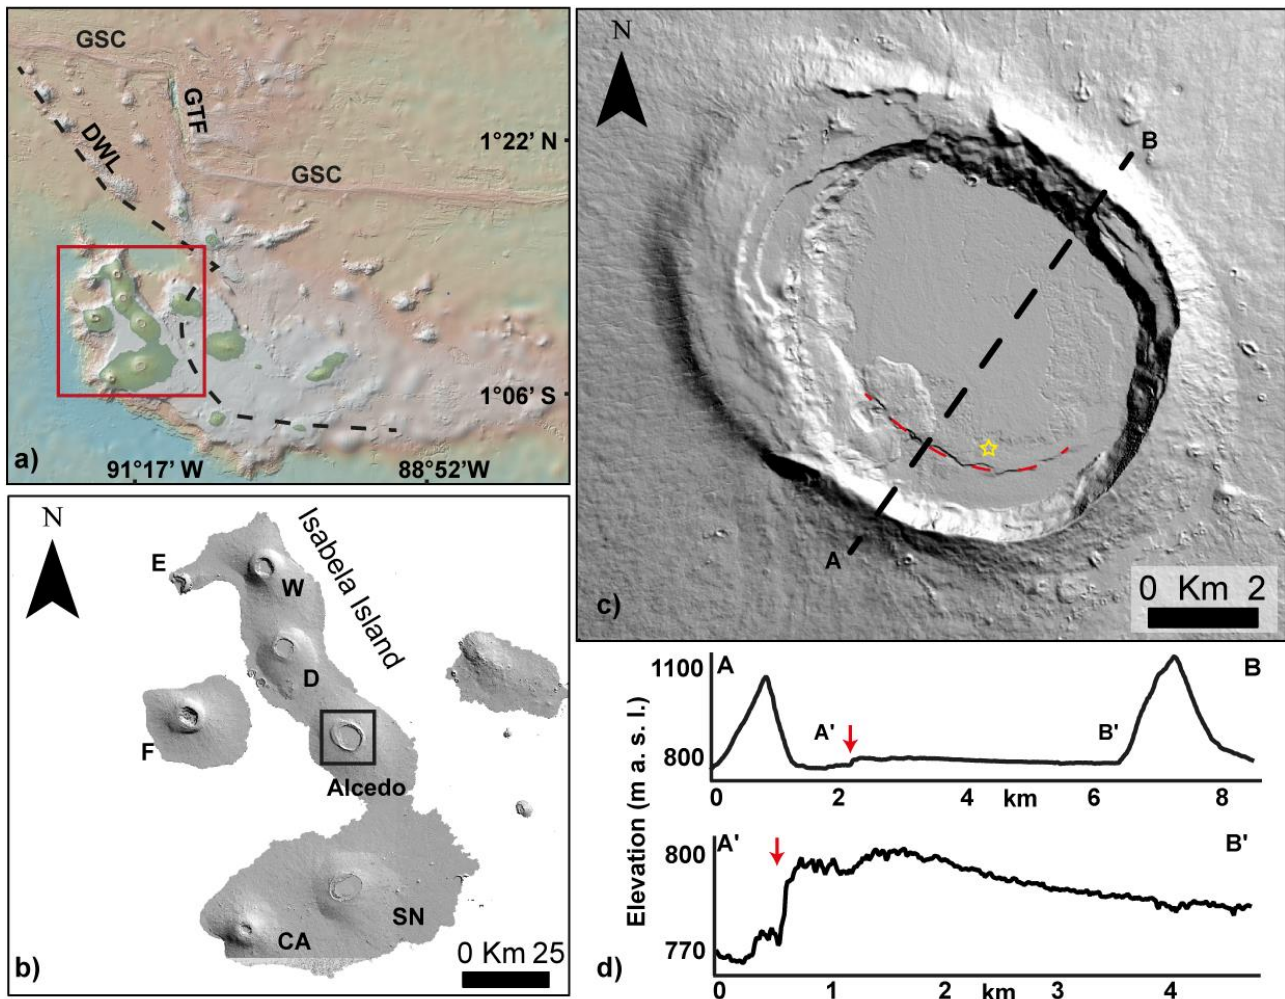 GSC
GTF
DWL
GSC
1°22' N
1°06' S
a)
91°17' W
88°52'W
N
E
W
Isabela Island
D
F
Alcedo
SN
CA
0 Km 25
b)
N
B
A
0 Km 2
c)
Elevation (m a. s. l.)
1100
A
B
A'
B'
800
0
2
4
km
6
8
A'
B'
800
770
d)
0
1
2
km
3
4